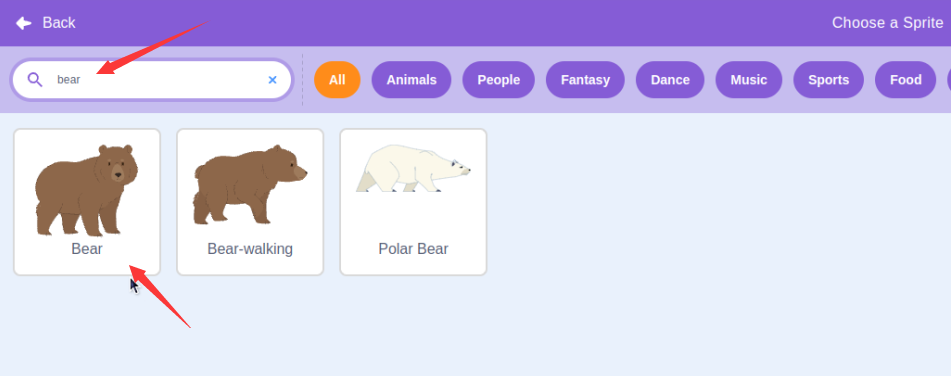 Back
Choose a Sprite
bear
All
Animals
People
Fantasy
Dance
Music
Sports
Food
Bear
Bear-walking
Polar Bear